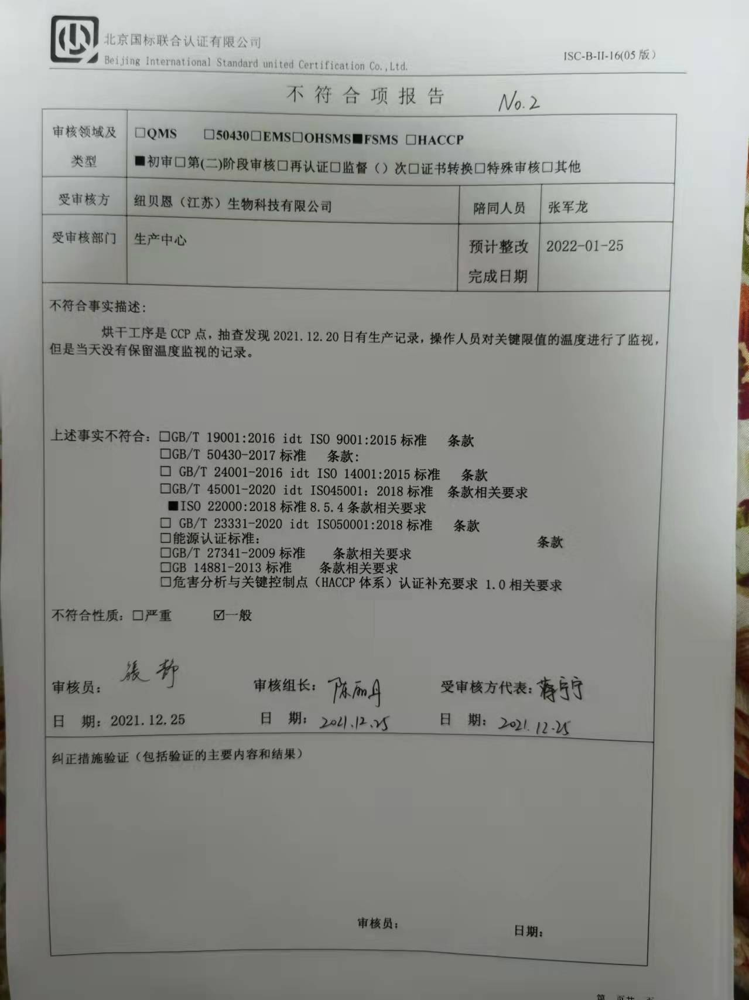 北京国标联合认证有限公司
Beijing International Standard united Certification Co.,Ltd.
ISC-B-II-16(05版)
不符合项报告
No.2
审核领域及类型
□QMS □50430□EMS□OHSMS■FSMS □HACCP
■初审□第(二)阶段审核□再认证□监督（）次□证书转换□特殊审核□其他
受审核方 纽贝恩（江苏）生物科技有限公司 陪同人员 张军龙
受审核部门 生产中心 预计整改完成日期 2022-01-25
不符合事实描述:
烘干工序是 CCP 点，抽查发现 2021.12.20 日有生产记录，操作人员对关键限值的温度进行了监视，
但是当天没有保留温度监视的记录。
上述事实不符合: □GB/T 19001:2016 idt ISO 9001:2015 标准 条款
□GB/T 50430-2017 标准 条款:
□ GB/T 24001-2016 idt ISO 14001:2015 标准 条款
□GB/T 45001-2020 idt ISO45001: 2018 标准 条款相关要求
■ISO 22000:2018 标准 8.5.4 条款相关要求
□ GB/T 23331-2020 idt ISO50001:2018 标准 条款
□能源认证标准: 条款
□GB/T 27341-2009 标准 条款相关要求
□GB 14881-2013 标准 条款相关要求
□危害分析与关键控制点（HACCP 体系）认证补充要求 1.0 相关要求
不符合性质: □严重 ☑一般
审核员: 張静 审核组长: 陈丽丹 受审核方代表: 蒋宁宁
日 期: 2021.12.25 日 期: 2021.12.25 日 期: 2021.12.25
纠正措施验证（包括验证的主要内容和结果）
审核员: 日期: